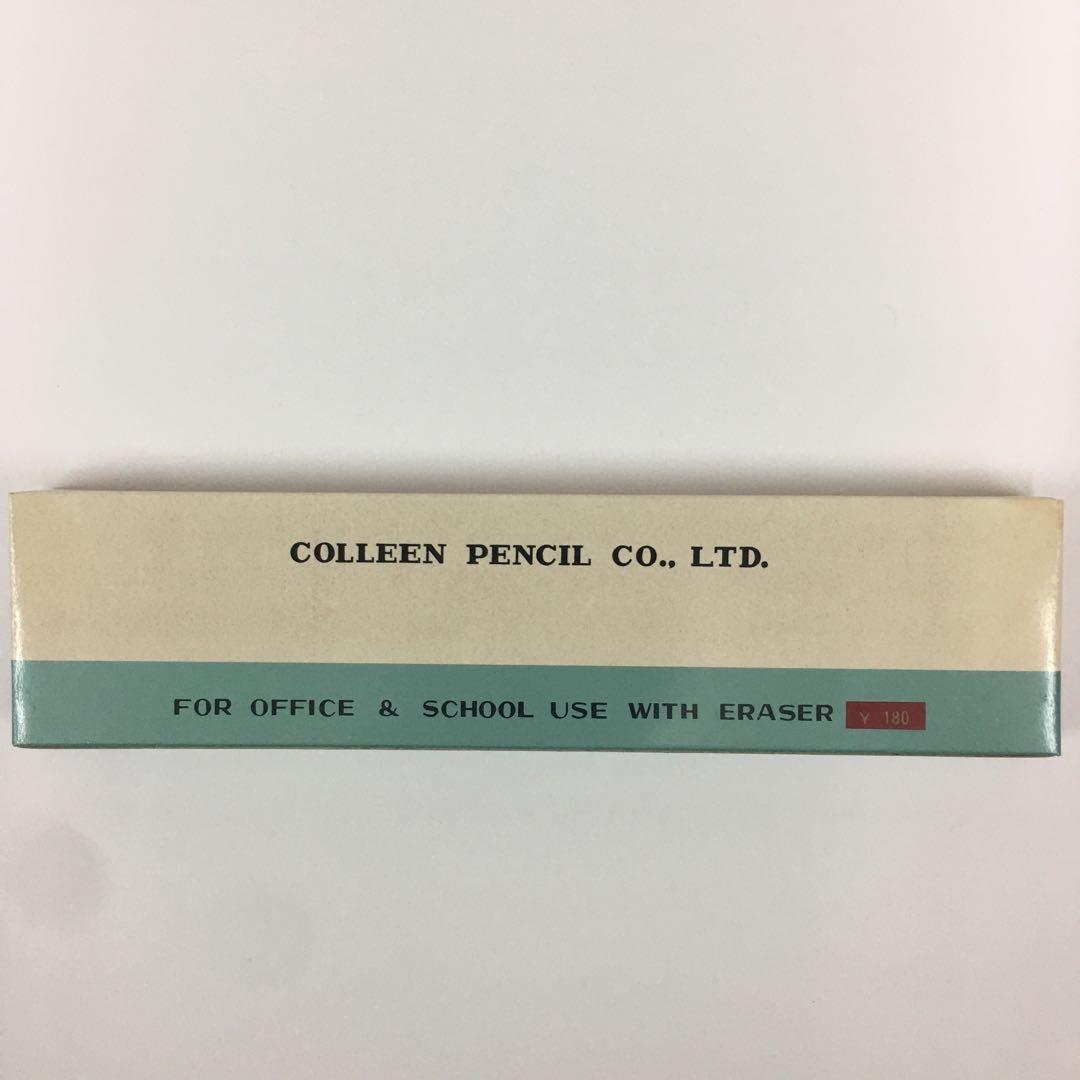 COLLEEN PENCIL CO., LTD.
FOR OFFICE & SCHOOL USE WITH ERASER ¥ 180